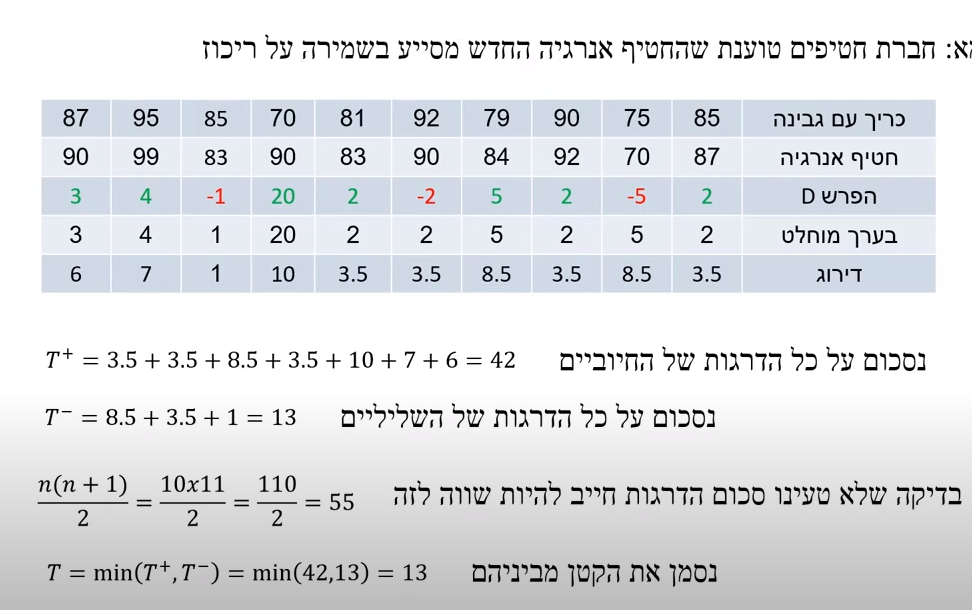 חברת חטיפים טוענת שהחטיף אנרגיה החדש מסייע בשמירה על ריכוז
כריך עם גבינה 85 75 90 79 92 81 70 85 95 87
חטיף אנרגיה 87 70 92 84 90 83 90 83 99 90
הפרש D 2 -5 2 5 -2 2 20 -1 4 3
בערך מוחלט 2 5 2 5 2 2 20 1 4 3
דירוג 3.5 8.5 3.5 8.5 3.5 3.5 10 1 7 6
נסכום על כל הדרגות של החיוביים T⁺ = 3.5 + 3.5 + 8.5 + 3.5 + 10 + 7 + 6 = 42
נסכום על כל הדרגות של השליליים T⁻ = 8.5 + 3.5 + 1 = 13
בדיקה שלא טעינו סכום הדרגות חייב להיות שווה לזה n(n + 1)/2 = 10x11/2 = 110/2 = 55
נסמן את הקטן מביניהם T = min(T⁺, T⁻) = min(42,13) = 13